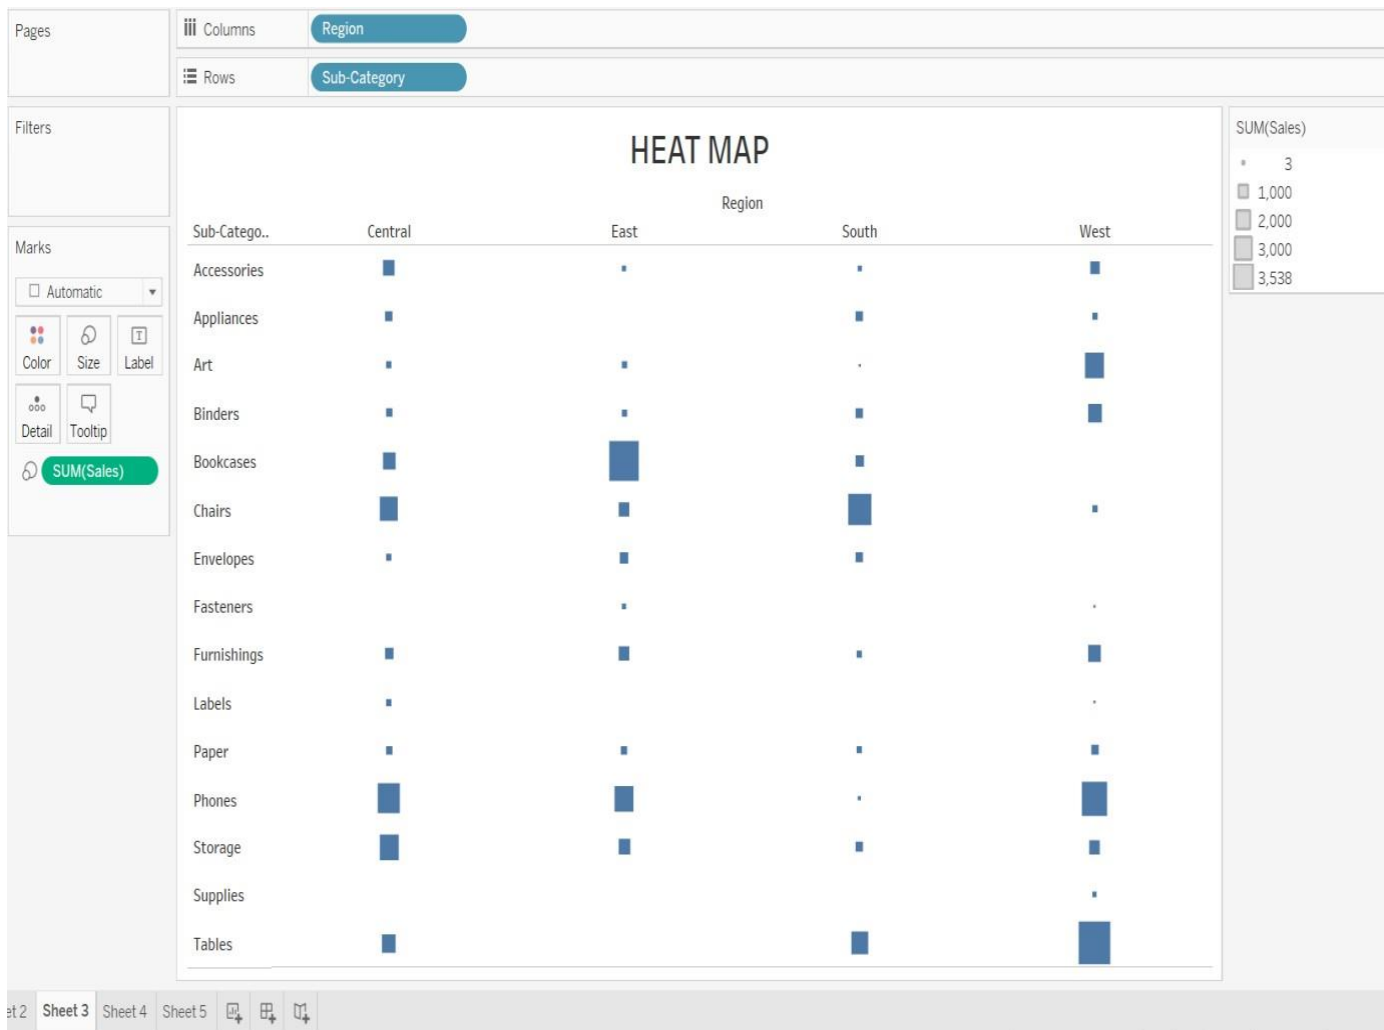 Pages
Columns
Region
Rows
Sub-Category
Filters
HEAT MAP
Region
Sub-Catego..
Central
East
South
West
Marks
Automatic
Color
Size
Label
Detail
Tooltip
SUM(Sales)
Accessories
Appliances
Art
Binders
Bookcases
Chairs
Envelopes
Fasteners
Furnishings
Labels
Paper
Phones
Storage
Supplies
Tables
SUM(Sales)
3
1,000
2,000
3,000
3,538
et 2
Sheet 3
Sheet 4
Sheet 5